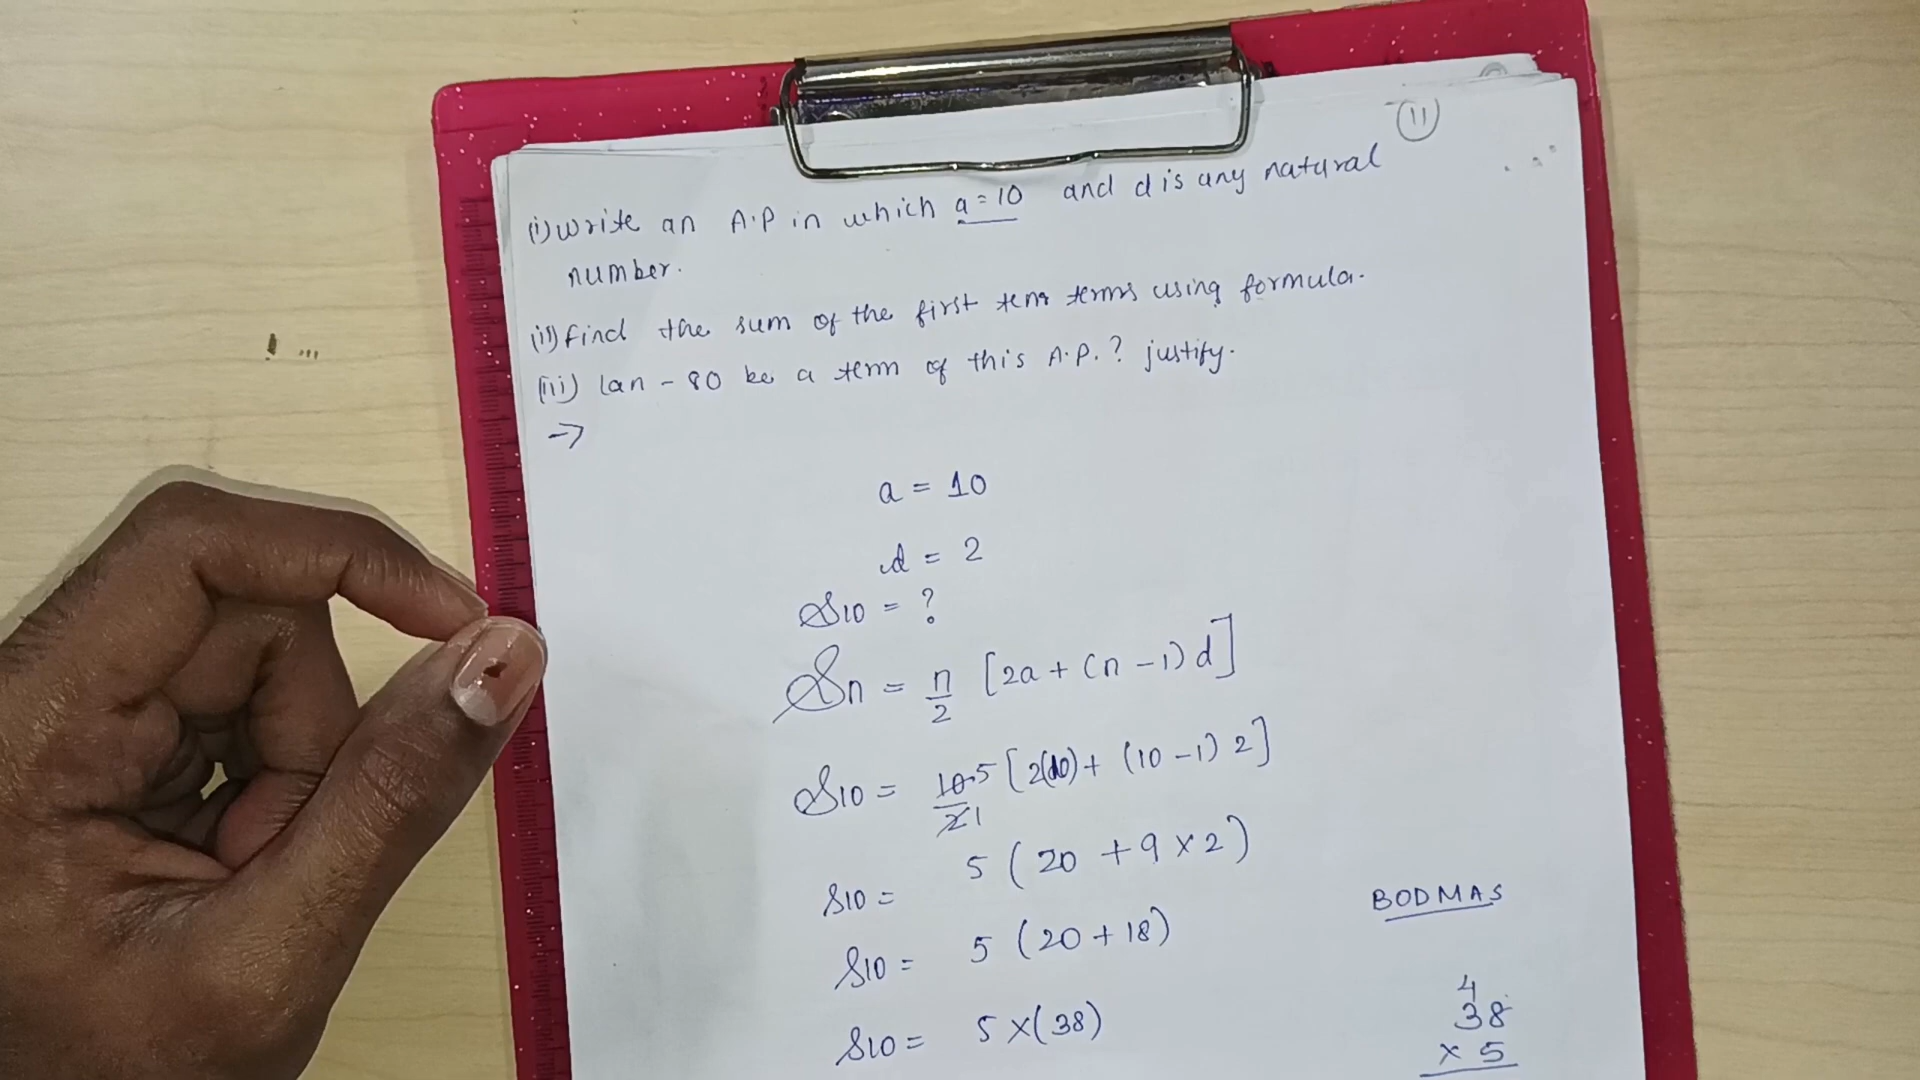 11
(i) write an A.P in which a=10 and d is any natural
number.
(ii) find the sum of the first ten terms using formula.
(iii) Can -80 be a term of this A.P.? justify.
→
a = 10
d = 2
S10 = ?
Sn = n/2 [2a + (n - 1) d]
S10 = 10/2 5/1 [2(10) + (10 - 1) 2]
S10 = 5 ( 20 + 9 × 2 )
BODMAS
S10 = 5 ( 20 + 18 )
4
38
S10 = 5 × ( 38 )
× 5